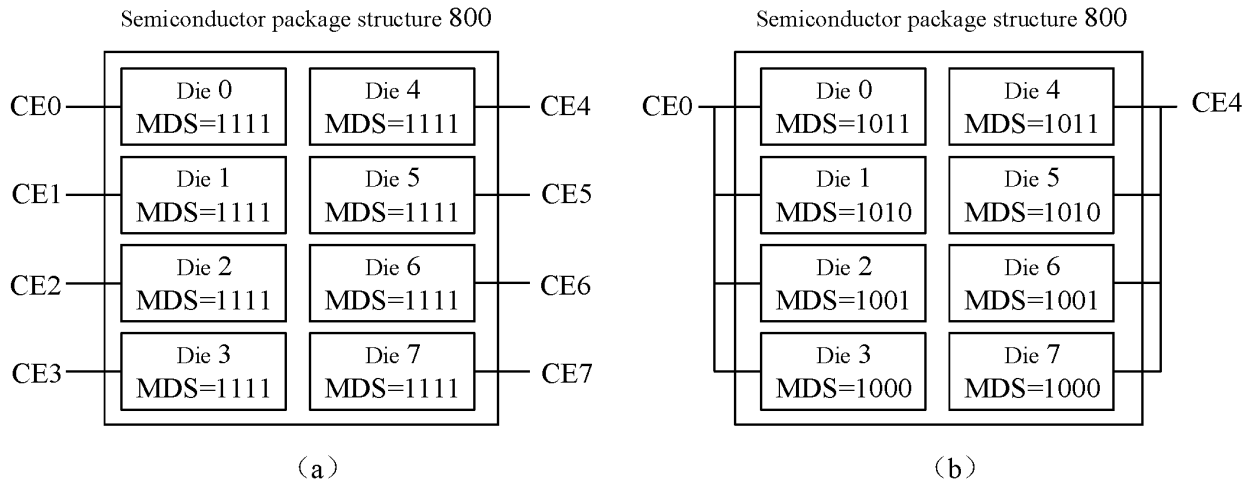 Semiconductor package structure 800
CE0
Die 0
MDS=1111
Die 4
MDS=1111
CE4
CE1
Die 1
MDS=1111
Die 5
MDS=1111
CE5
CE2
Die 2
MDS=1111
Die 6
MDS=1111
CE6
CE3
Die 3
MDS=1111
Die 7
MDS=1111
CE7
（a）
Semiconductor package structure 800
CE0
Die 0
MDS=1011
Die 4
MDS=1011
CE4
Die 1
MDS=1010
Die 5
MDS=1010
Die 2
MDS=1001
Die 6
MDS=1001
Die 3
MDS=1000
Die 7
MDS=1000
（b）